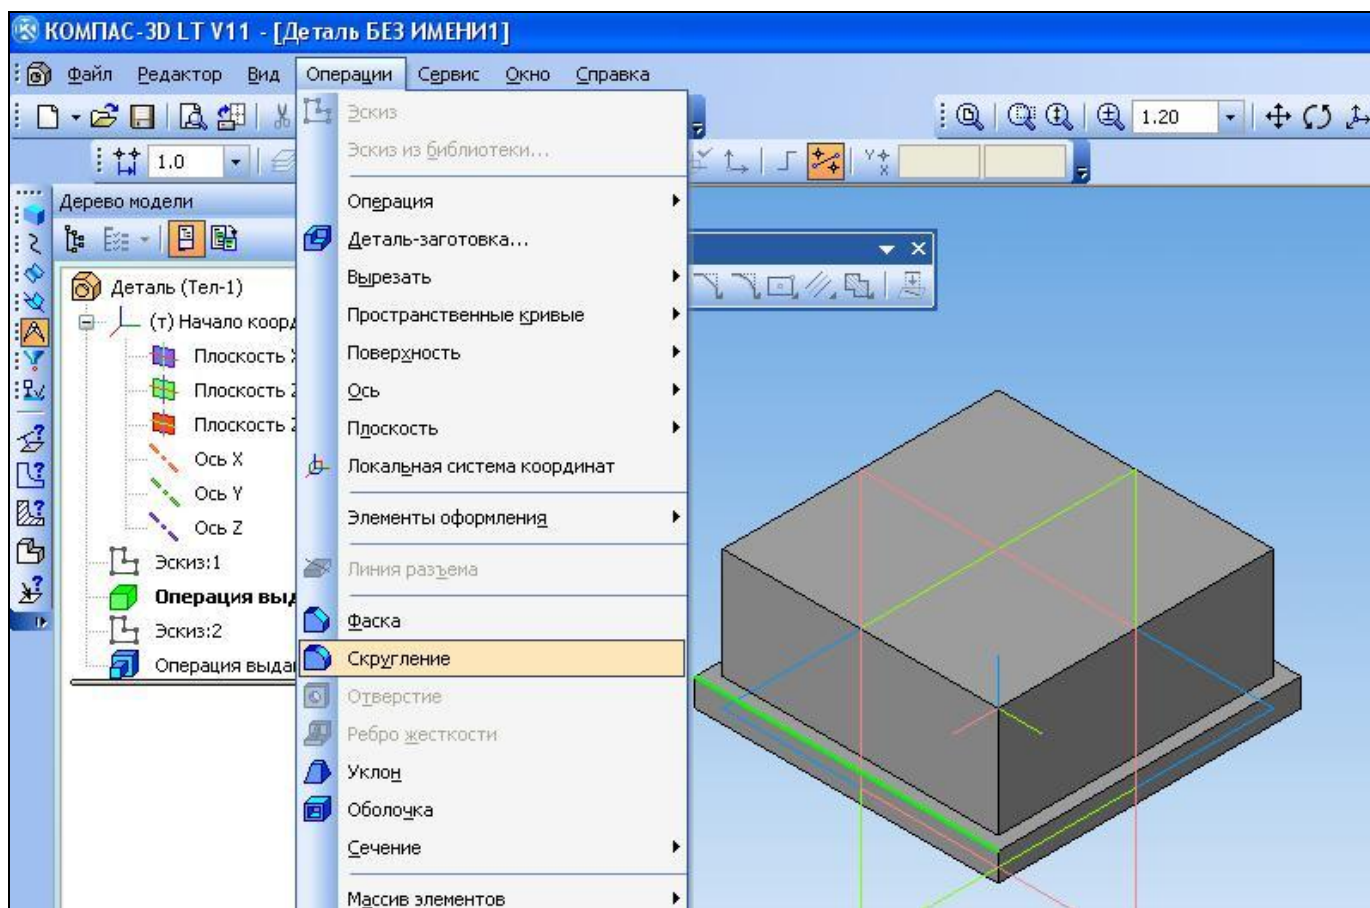 КОМПАС-3D LT V11 - [Деталь БЕЗ ИМЕНИ1]
Файл Редактор Вид Операции Сервис Окно Справка
1.20
1.0
Дерево модели
Деталь (Тел-1)
(т) Начало коорд
Плоскость
Плоскость
Плоскость
Ось X
Ось Y
Ось Z
Эскиз:1
Операция выд
Эскиз:2
Операция выда
Эскиз
Эскиз из библиотеки...
Операция
Деталь-заготовка...
Вырезать
Пространственные кривые
Поверхность
Ось
Плоскость
Локальная система координат
Элементы оформления
Линия разъема
Фаска
Скругление
Отверстие
Ребро жесткости
Уклон
Оболочка
Сечение
Массив элементов